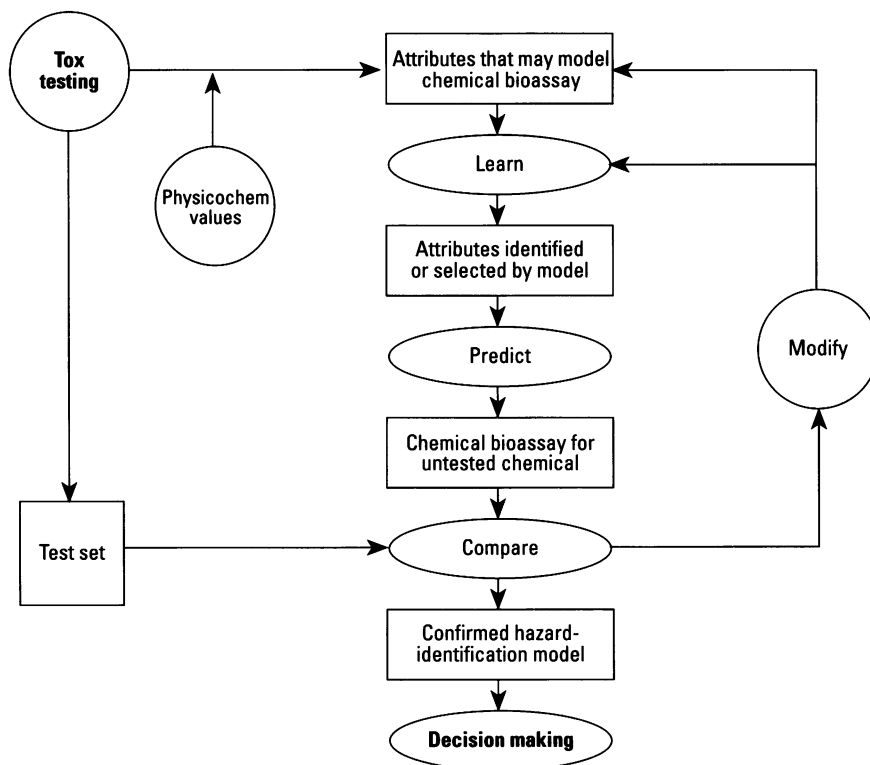 Tox
testing
Attributes that may model
chemical bioassay
Learn
Physicochem
values
Attributes identified
or selected by model
Predict
Modify
Chemical bioassay for
untested chemical
Test set
Compare
Confirmed hazard-
identification model
Decision making